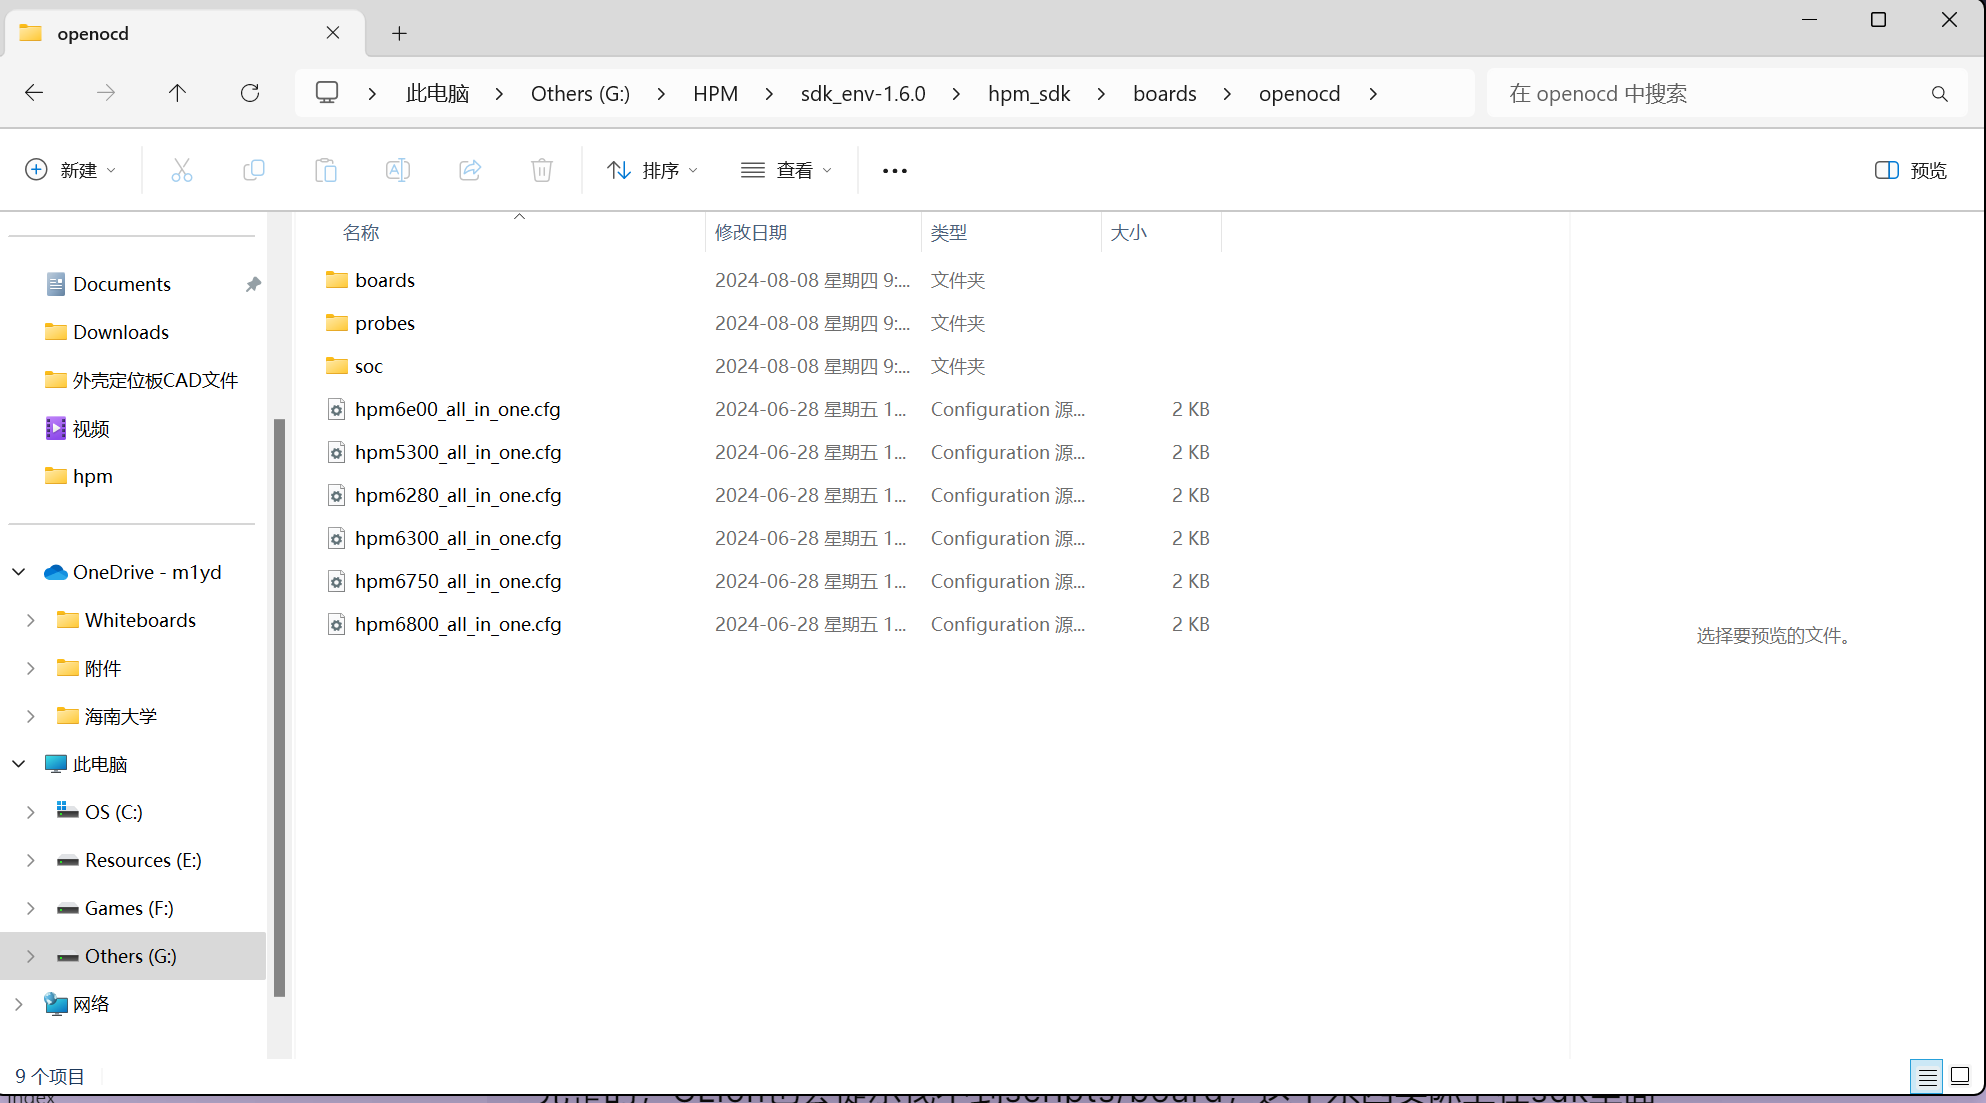 openocd
此电脑 Others (G:) HPM sdk_env-1.6.0 hpm_sdk boards openocd
在 openocd 中搜索
新建 排序 查看 预览
名称 修改日期 类型 大小
Documents
Downloads
外壳定位板CAD文件
视频
hpm
OneDrive - m1yd
Whiteboards
附件
海南大学
此电脑
OS (C:)
Resources (E:)
Games (F:)
Others (G:)
网络
boards 2024-08-08 星期四 9:... 文件夹
probes 2024-08-08 星期四 9:... 文件夹
soc 2024-08-08 星期四 9:... 文件夹
hpm6e00_all_in_one.cfg 2024-06-28 星期五 1... Configuration 源... 2 KB
hpm5300_all_in_one.cfg 2024-06-28 星期五 1... Configuration 源... 2 KB
hpm6280_all_in_one.cfg 2024-06-28 星期五 1... Configuration 源... 2 KB
hpm6300_all_in_one.cfg 2024-06-28 星期五 1... Configuration 源... 2 KB
hpm6750_all_in_one.cfg 2024-06-28 星期五 1... Configuration 源... 2 KB
hpm6800_all_in_one.cfg 2024-06-28 星期五 1... Configuration 源... 2 KB
选择要预览的文件。
9 个项目